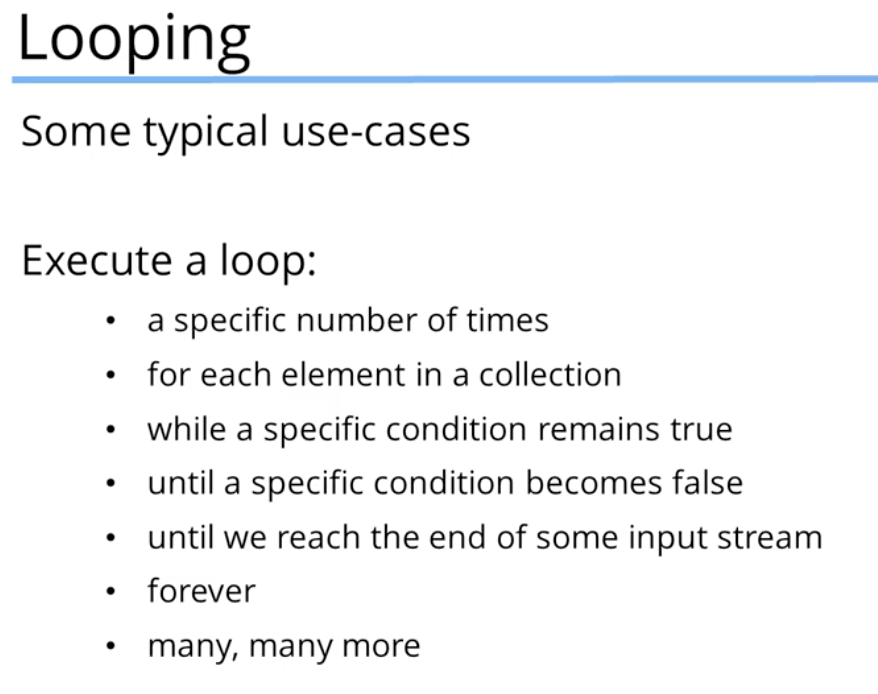 Looping
Some typical use-cases
Execute a loop:
• a specific number of times
• for each element in a collection
• while a specific condition remains true
• until a specific condition becomes false
• until we reach the end of some input stream
• forever
• many, many more